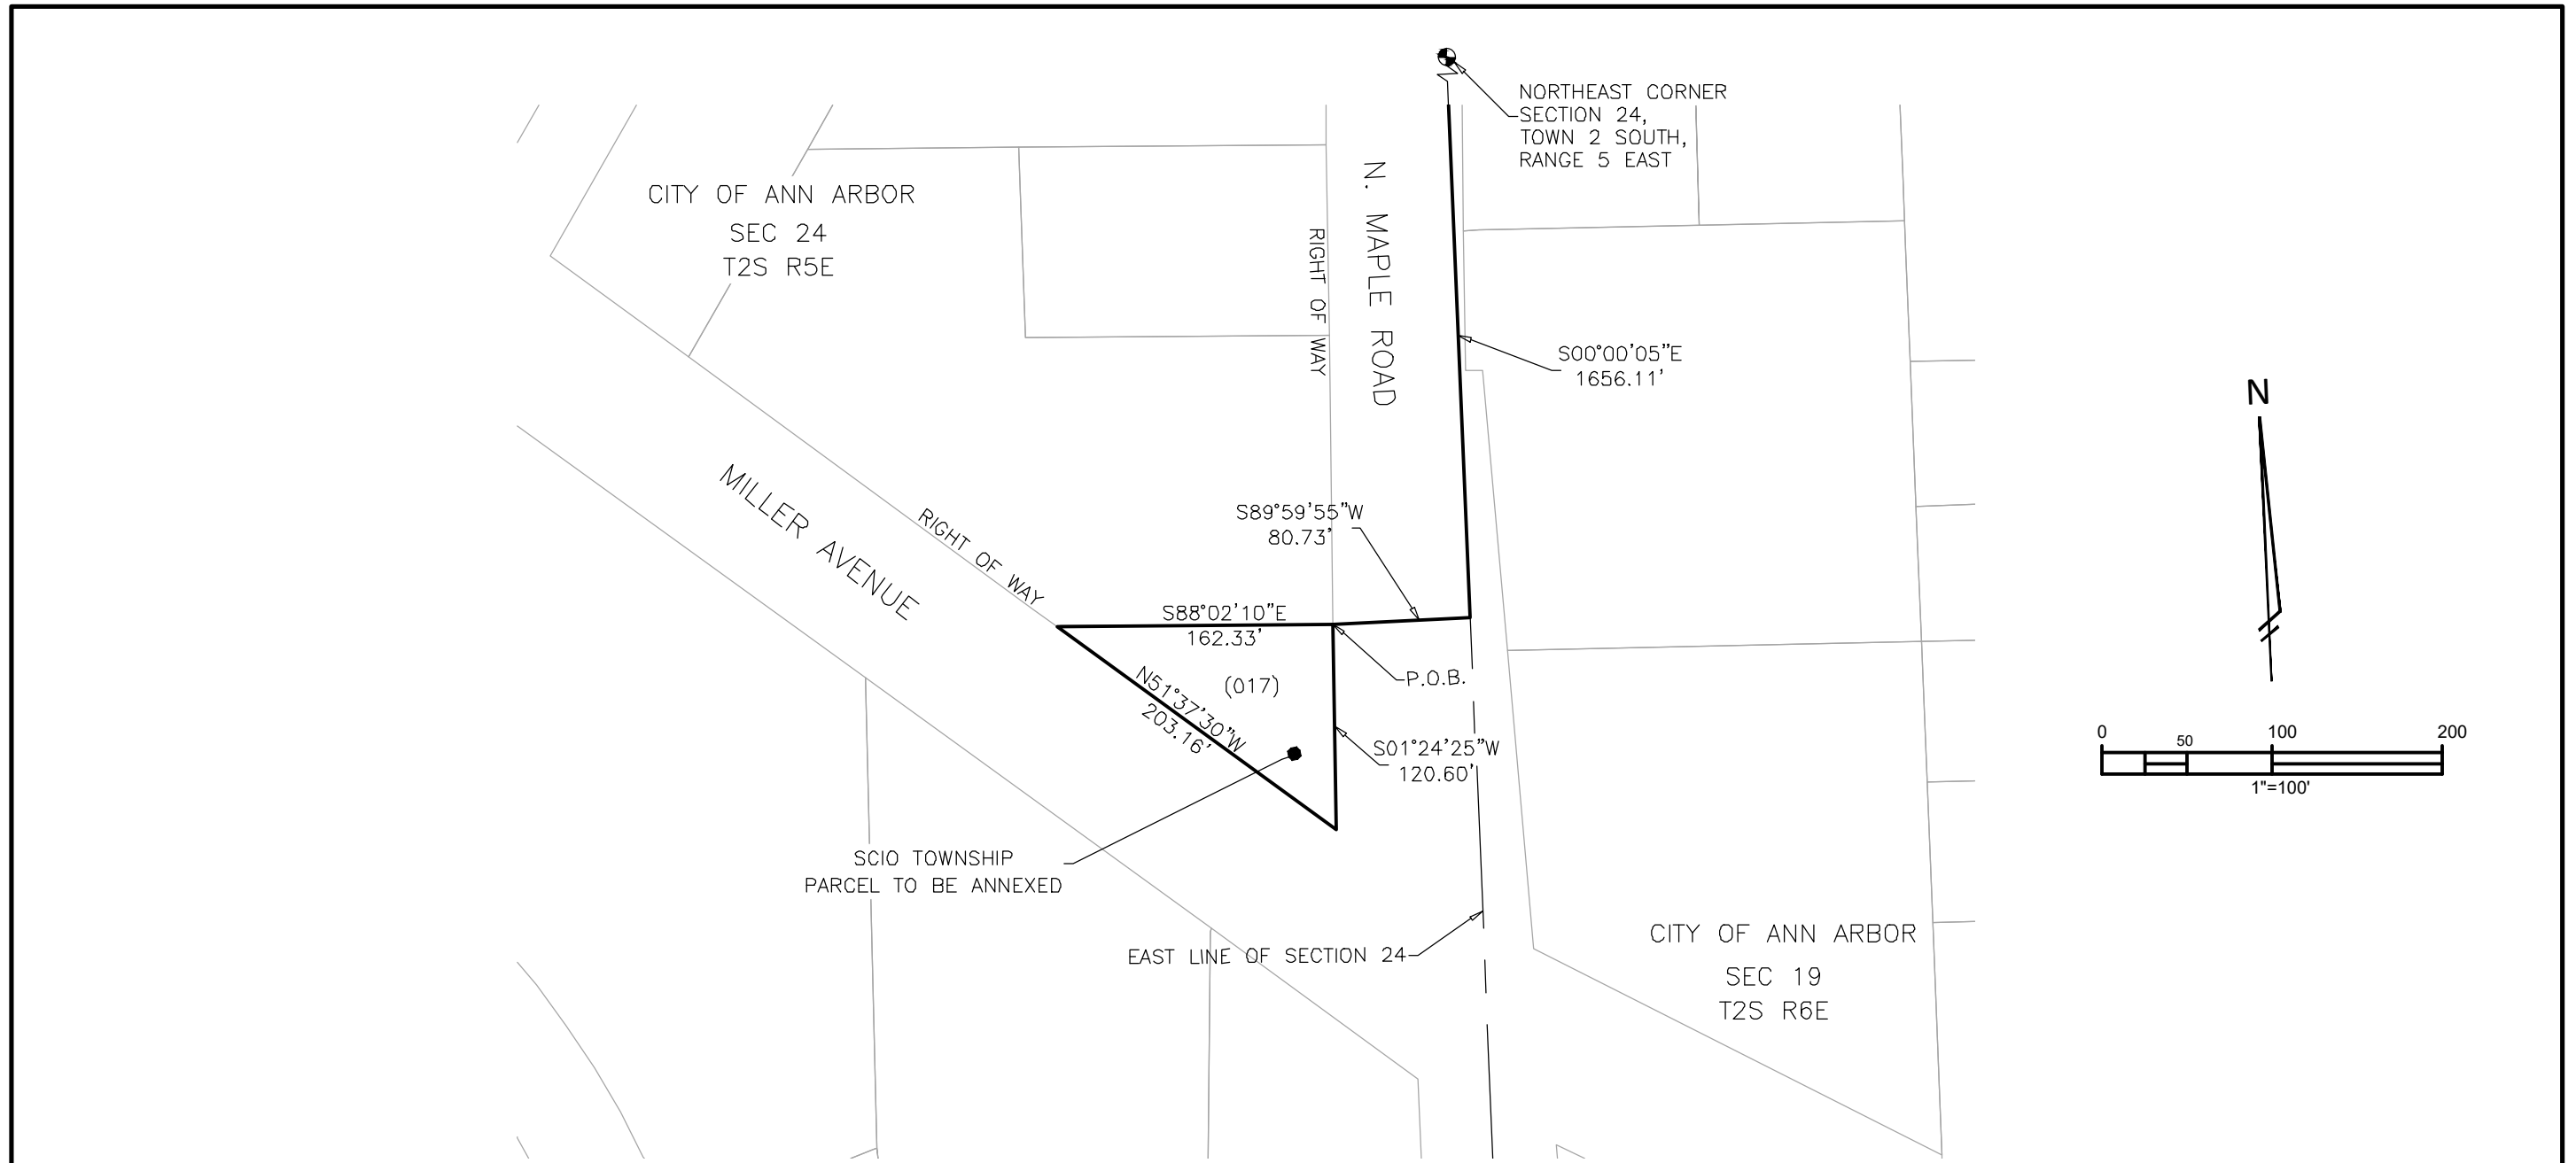 NORTHEAST CORNER
SECTION 24,
TOWN 2 SOUTH,
RANGE 5 EAST
CITY OF ANN ARBOR
SEC 24
T2S R5E
N. MAPLE ROAD
RIGHT OF WAY
S00°00'05"E
1656.11'
N
MILLER AVENUE
RIGHT OF WAY
S89°59'55"W
80.73'
S88°02'10"E
162.33'
(017)
P.O.B.
N51°37'30"W
203.16'
S01°24'25"W
120.60'
0 50 100 200
1"=100'
SCIO TOWNSHIP
PARCEL TO BE ANNEXED
EAST LINE OF SECTION 24
CITY OF ANN ARBOR
SEC 19
T2S R6E